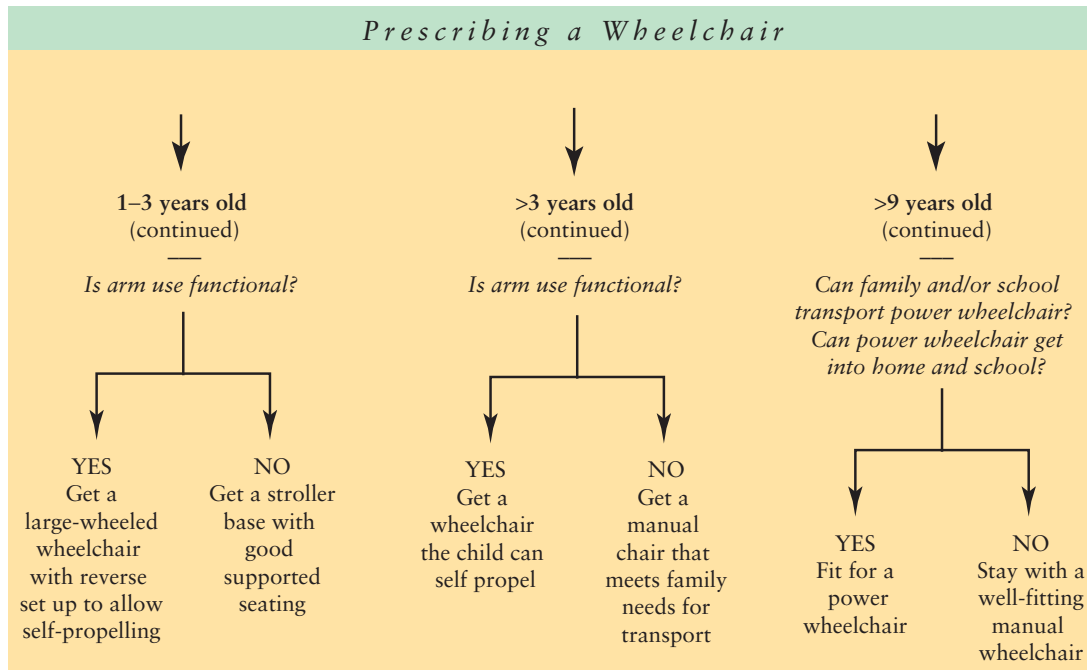 Prescribing a Wheelchair
1–3 years old
(continued)
Is arm use functional?
YES
Get a
large-wheeled
wheelchair
with reverse
set up to allow
self-propelling
NO
Get a stroller
base with
good
supported
seating
>3 years old
(continued)
Is arm use functional?
YES
Get a
wheelchair
the child can
self propel
NO
Get a
manual
chair that
meets family
needs for
transport
>9 years old
(continued)
Can family and/or school
transport power wheelchair?
Can power wheelchair get
into home and school?
YES
Fit for a
power
wheelchair
NO
Stay with a
well-fitting
manual
wheelchair